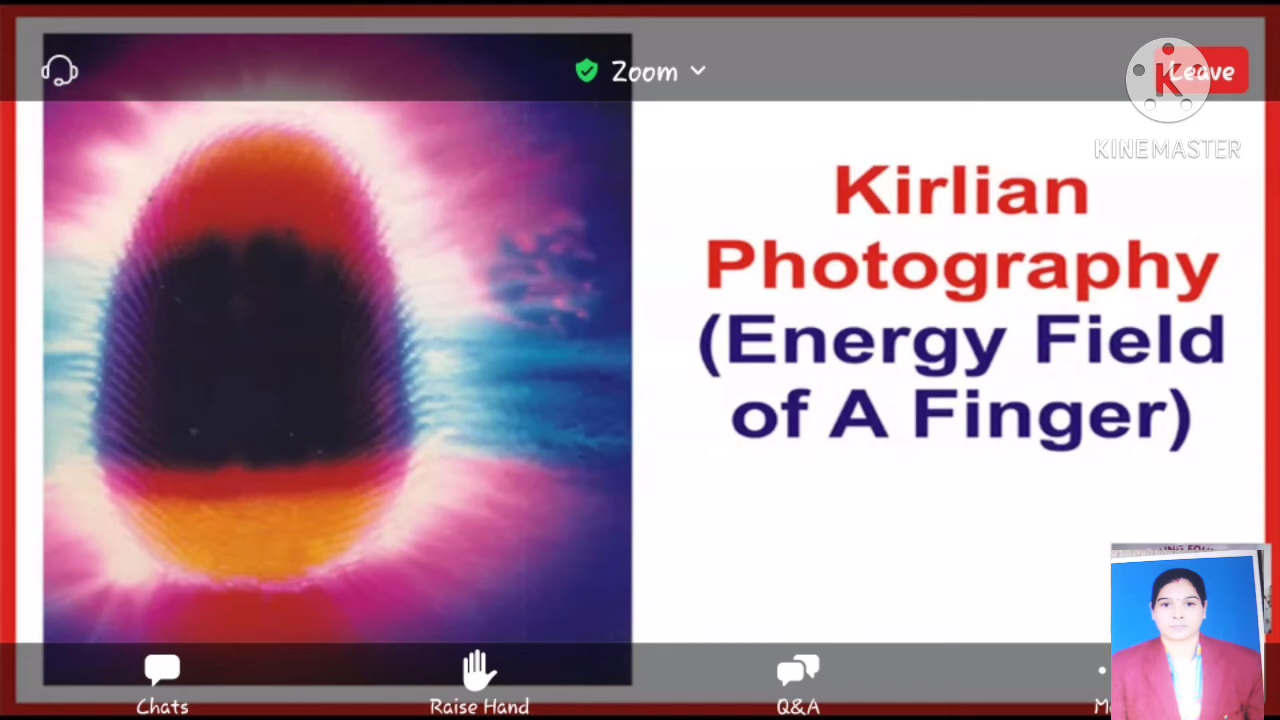 Zoom
Leave
K
KINEMASTER
Kirlian
Photography
(Energy Field
of A Finger)
Chats
Raise Hand
Q&A